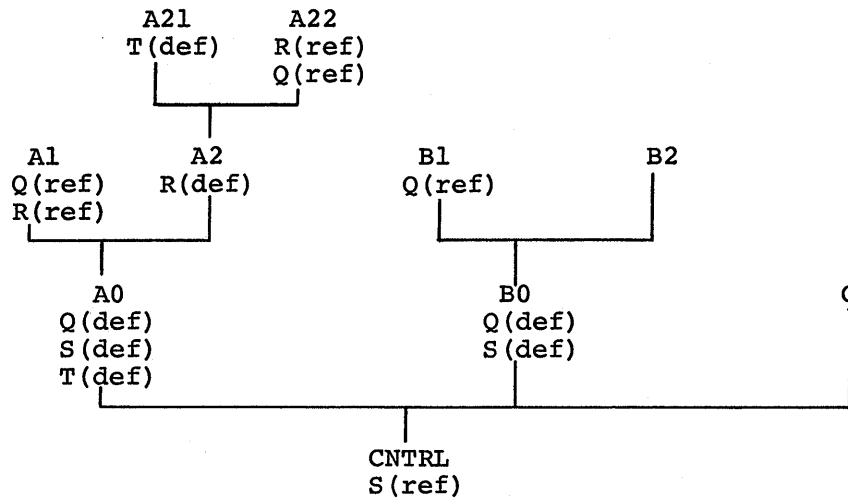 A21 A22
T(def) R(ref)
Q(ref)
A1 A2 B1 B2
Q(ref) R(def) Q(ref)
R(ref)
A0 B0
Q(def) Q(def)
S(def) S(def)
T(def)
CNTRL
S(ref)